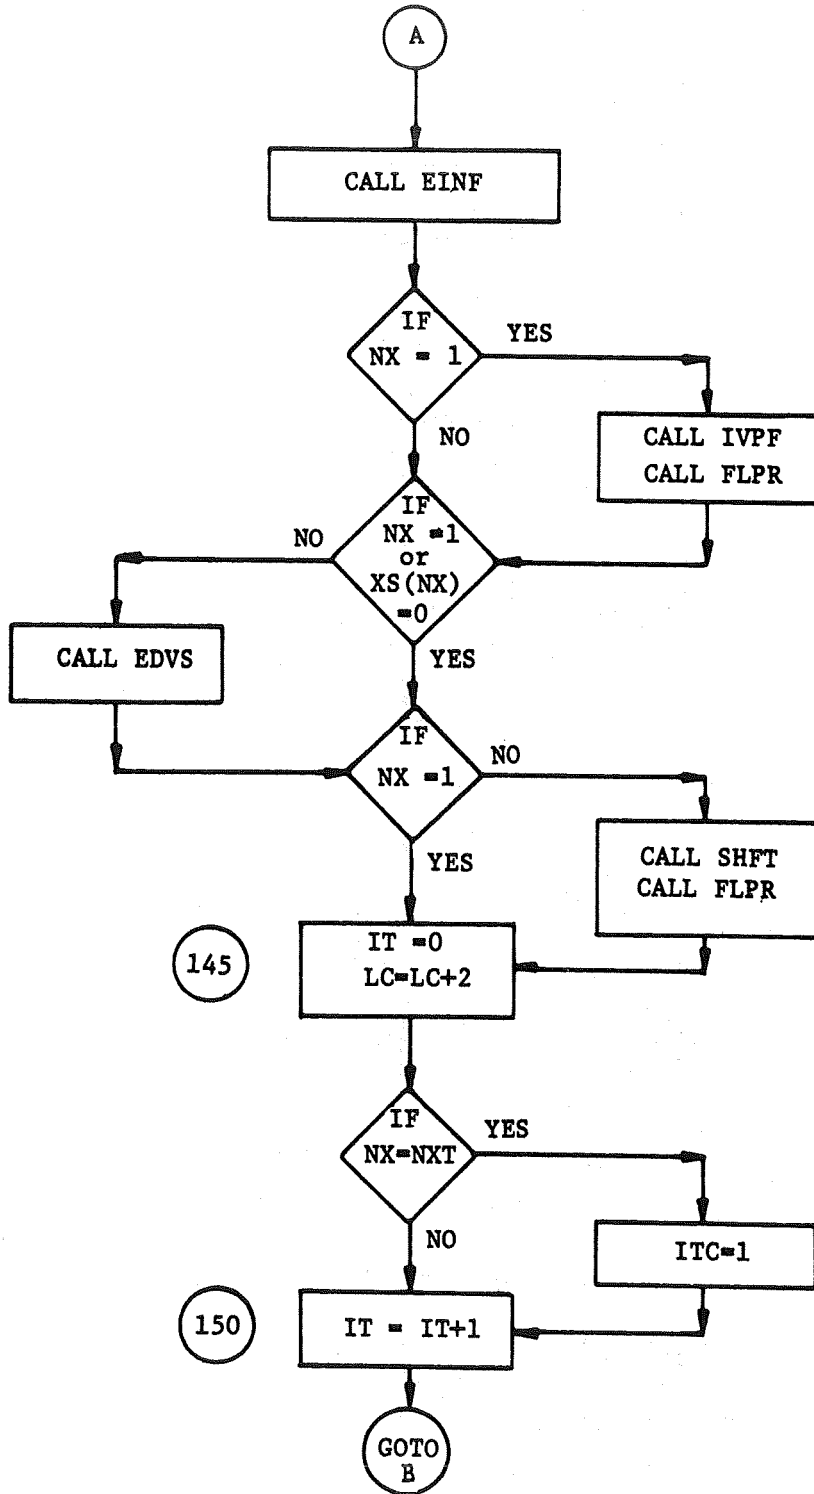 A
CALL EINF
IF
NX = 1
YES
NO
CALL IVPF
CALL FLPR
IF
NX =1
or
XS(NX)
=0
NO
YES
CALL EDVS
IF
NX =1
NO
YES
CALL SHFT
CALL FLPR
145
IT =0
LC=LC+2
IF
NX=NXT
YES
NO
ITC=1
150
IT = IT+1
GOTO
B